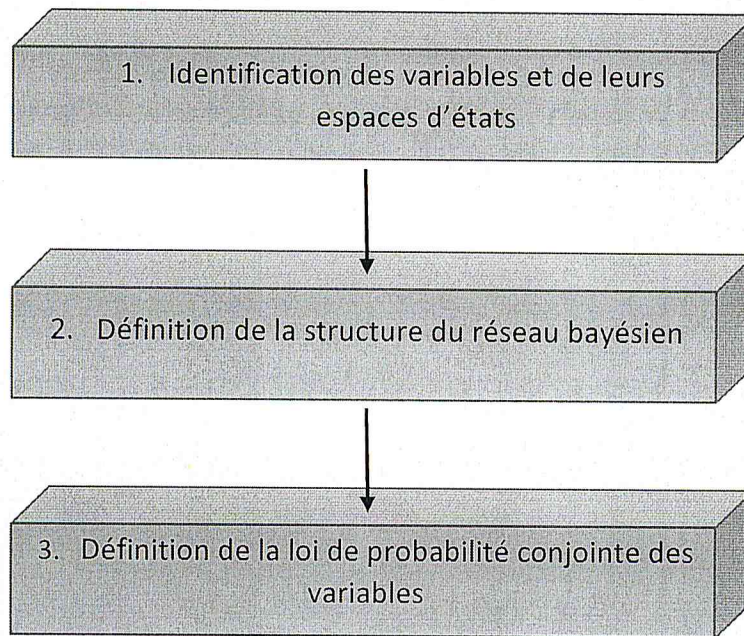 1. Identification des variables et de leurs
espaces d'états
2. Définition de la structure du réseau bayésien
3. Définition de la loi de probabilité conjointe des
variables